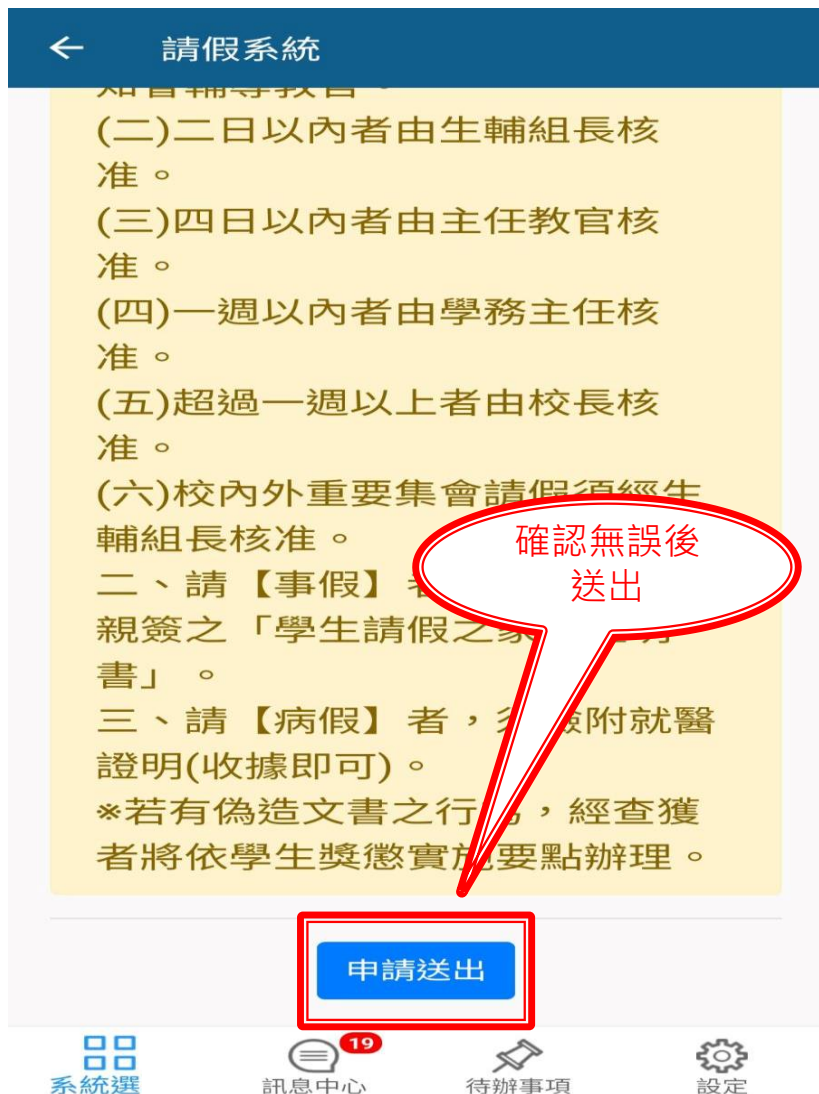 請假系統
(二)二日以內者由生輔組長核
准。
(三)四日以內者由主任教官核
准。
(四)一週以內者由學務主任核
准。
(五)超過一週以上者由校長核
准。
(六)校內外重要集會請假須經生
輔組長核准。
二、請【事假】
親簽之「學生請假之家
書」。
三、請【病假】者，檢附就醫
證明(收據即可)。
※若有偽造文書之行為，經查獲
者將依學生獎懲實施要點辦理。
確認無誤後
送出
申請送出
19
系統選
訊息中心
待辦事項
設定